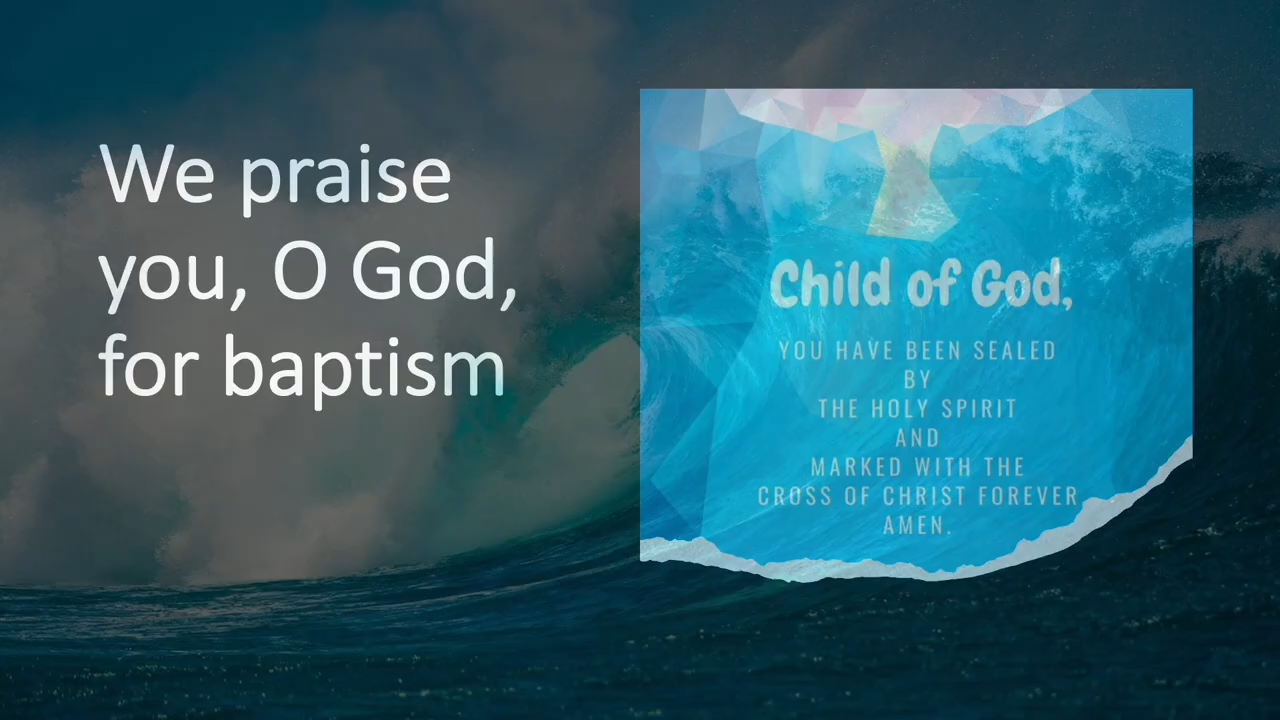 We praise
you, O God,
for baptism
Child of God,
YOU HAVE BEEN SEALED
BY
THE HOLY SPIRIT
AND
MARKED WITH THE
CROSS OF CHRIST FOREVER
AMEN.